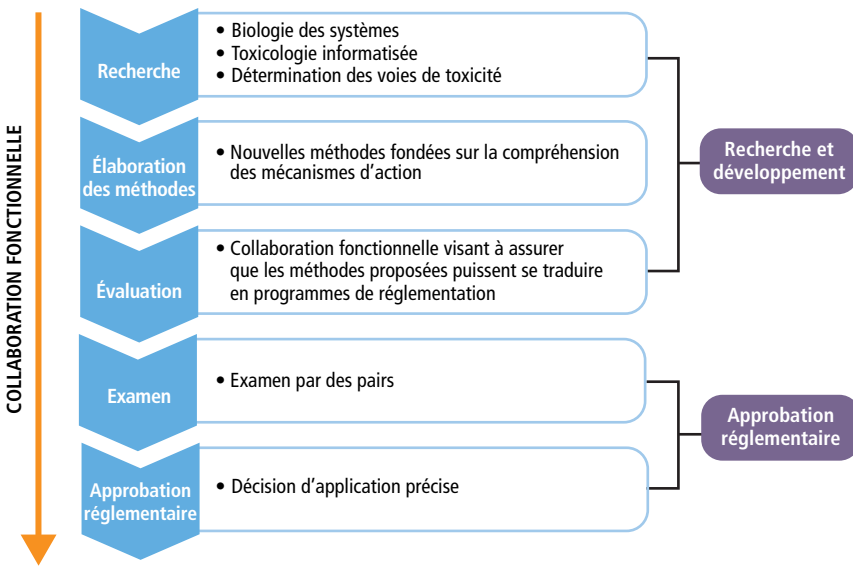 COLLABORATION FONCTIONNELLE
Recherche
• Biologie des systèmes
• Toxicologie informatisée
• Détermination des voies de toxicité
Élaboration
des méthodes
• Nouvelles méthodes fondées sur la compréhension
des mécanismes d'action
Évaluation
• Collaboration fonctionnelle visant à assurer
que les méthodes proposées puissent se traduire
en programmes de réglementation
Recherche et
développement
Examen
• Examen par des pairs
Approbation
réglementaire
• Décision d'application précise
Approbation
réglementaire